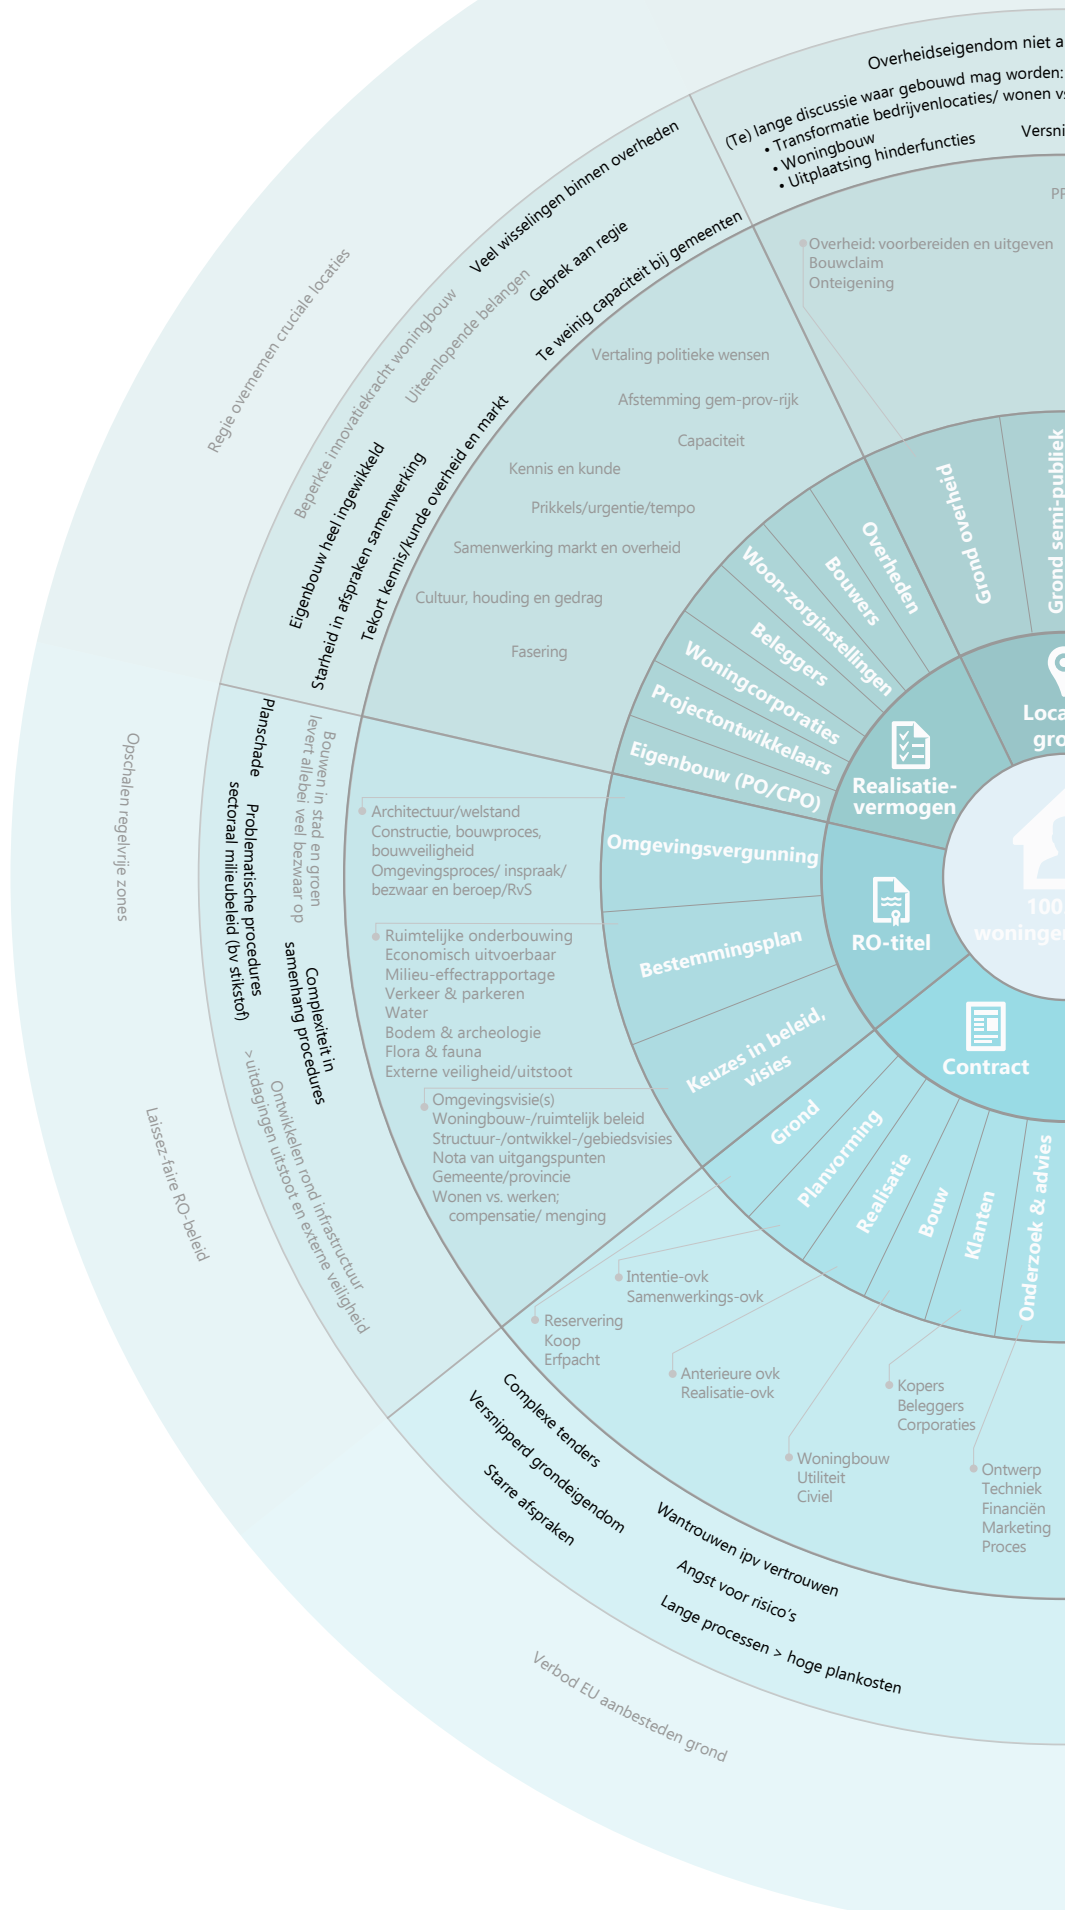 Overheidseigendom niet a
(Te) lange discussie waar gebouwd mag worden:
• Transformatie bedrijvenlocaties/ wonen vs
• Woningbouw
• Uitplaatsing hinderfuncties
Versni
PR
Overheid: voorbereiden en uitgeven
Bouwclaim
Onteigening
Grond overheid
Grond semi-publiek
Loca
gro
100
woningen
Veel wisselingen binnen overheden
Gebrek aan regie
Te weinig capaciteit bij gemeenten
Uiteenlopende belangen
Beperkte innovatiekracht woningbouw
Eigenbouw heel ingewikkeld
Starheid in afspraken samenwerking
Tekort kennis/kunde overheid en markt
Regie overnemen cruciale locaties
Vertaling politieke wensen
Afstemming gem-prov-rijk
Capaciteit
Kennis en kunde
Prikkels/urgentie/tempo
Samenwerking markt en overheid
Cultuur, houding en gedrag
Fasering
Overheden
Bouwers
Woon-zorginstellingen
Beleggers
Woningcorporaties
Projectontwikkelaars
Eigenbouw (PO/CPO)
Realisatie-
vermogen
Opschalen regelvrije zones
Laissez-faire RO-beleid
Planschade
Problematische procedures
sectoraal milieubeleid (bv stikstof)
Bouwen in stad en groen
levert allebei veel bezwaar op
Complexiteit in
samenhang procedures
Ontwikkelen rond infrastructuur
>uitdagingen uitstoot en externe veiligheid
Architectuur/welstand
Constructie, bouwproces,
bouwveiligheid
Omgevingsproces/ inspraak/
bezwaar en beroep/RvS
Ruimtelijke onderbouwing
Economisch uitvoerbaar
Milieu-effectrapportage
Verkeer & parkeren
Water
Bodem & archeologie
Flora & fauna
Externe veiligheid/uitstoot
Omgevingsvisie(s)
Woningbouw-/ruimtelijk beleid
Structuur-/ontwikkel-/gebiedsvisies
Nota van uitgangspunten
Gemeente/provincie
Wonen vs. werken;
compensatie/ menging
Omgevingsvergunning
Bestemmingsplan
Keuzes in beleid,
visies
RO-titel
Contract
Grond
Planvorming
Realisatie
Bouw
Klanten
Onderzoek & advies
Intentie-ovk
Samenwerkings-ovk
Reservering
Koop
Erfpacht
Anterieure ovk
Realisatie-ovk
Kopers
Beleggers
Corporaties
Woningbouw
Utiliteit
Civiel
Ontwerp
Techniek
Financiën
Marketing
Proces
Complexe tenders
Versnipperd grondeigendom
Starre afspraken
Wantrouwen ipv vertrouwen
Angst voor risico's
Lange processen > hoge plankosten
Verbod EU aanbesteden grond